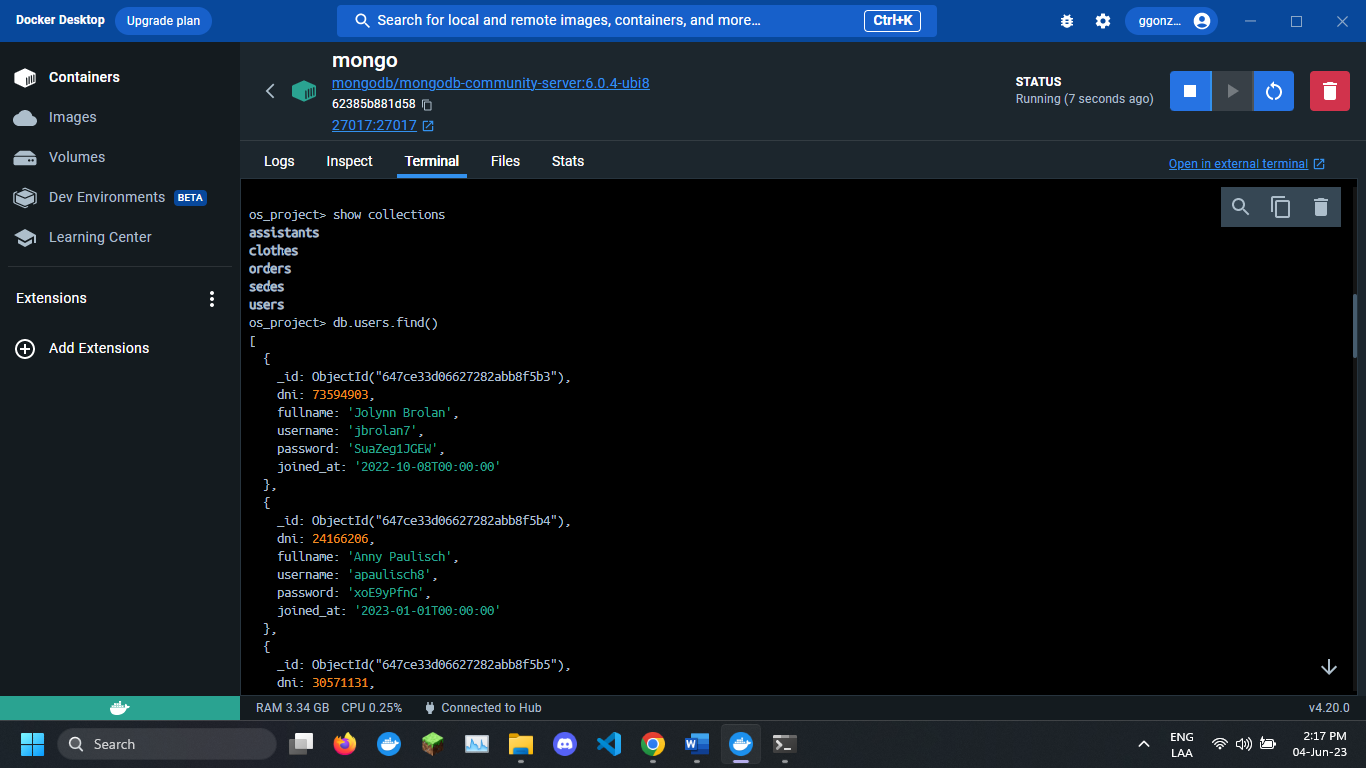 Docker Desktop Upgrade plan Search for local and remote images, containers, and more... Ctrl+K ggonz...
Containers
Images
Volumes
Dev Environments BETA
Learning Center
Extensions
Add Extensions
mongo
mongodb/mongodb-community-server:6.0.4-ubi8
62385b881d58
27017:27017
STATUS
Running (7 seconds ago)
Logs Inspect Terminal Files Stats
Open in external terminal
os_project> show collections
assistants
clothes
orders
sedes
users
os_project> db.users.find()
[
{
_id: ObjectId("647ce33d06627282abb8f5b3"),
dni: 73594903,
fullname: 'Jolynn Brolan',
username: 'jbrolan7',
password: 'SuaZeg1JGEW',
joined_at: '2022-10-08T00:00:00'
},
{
_id: ObjectId("647ce33d06627282abb8f5b4"),
dni: 24166206,
fullname: 'Anny Paulisch',
username: 'apaulisch8',
password: 'xoE9yPfnG',
joined_at: '2023-01-01T00:00:00'
},
{
_id: ObjectId("647ce33d06627282abb8f5b5"),
dni: 30571131,
RAM 3.34 GB CPU 0.25% Connected to Hub v4.20.0
Search
ENG
LAA
2:17 PM
04-Jun-23